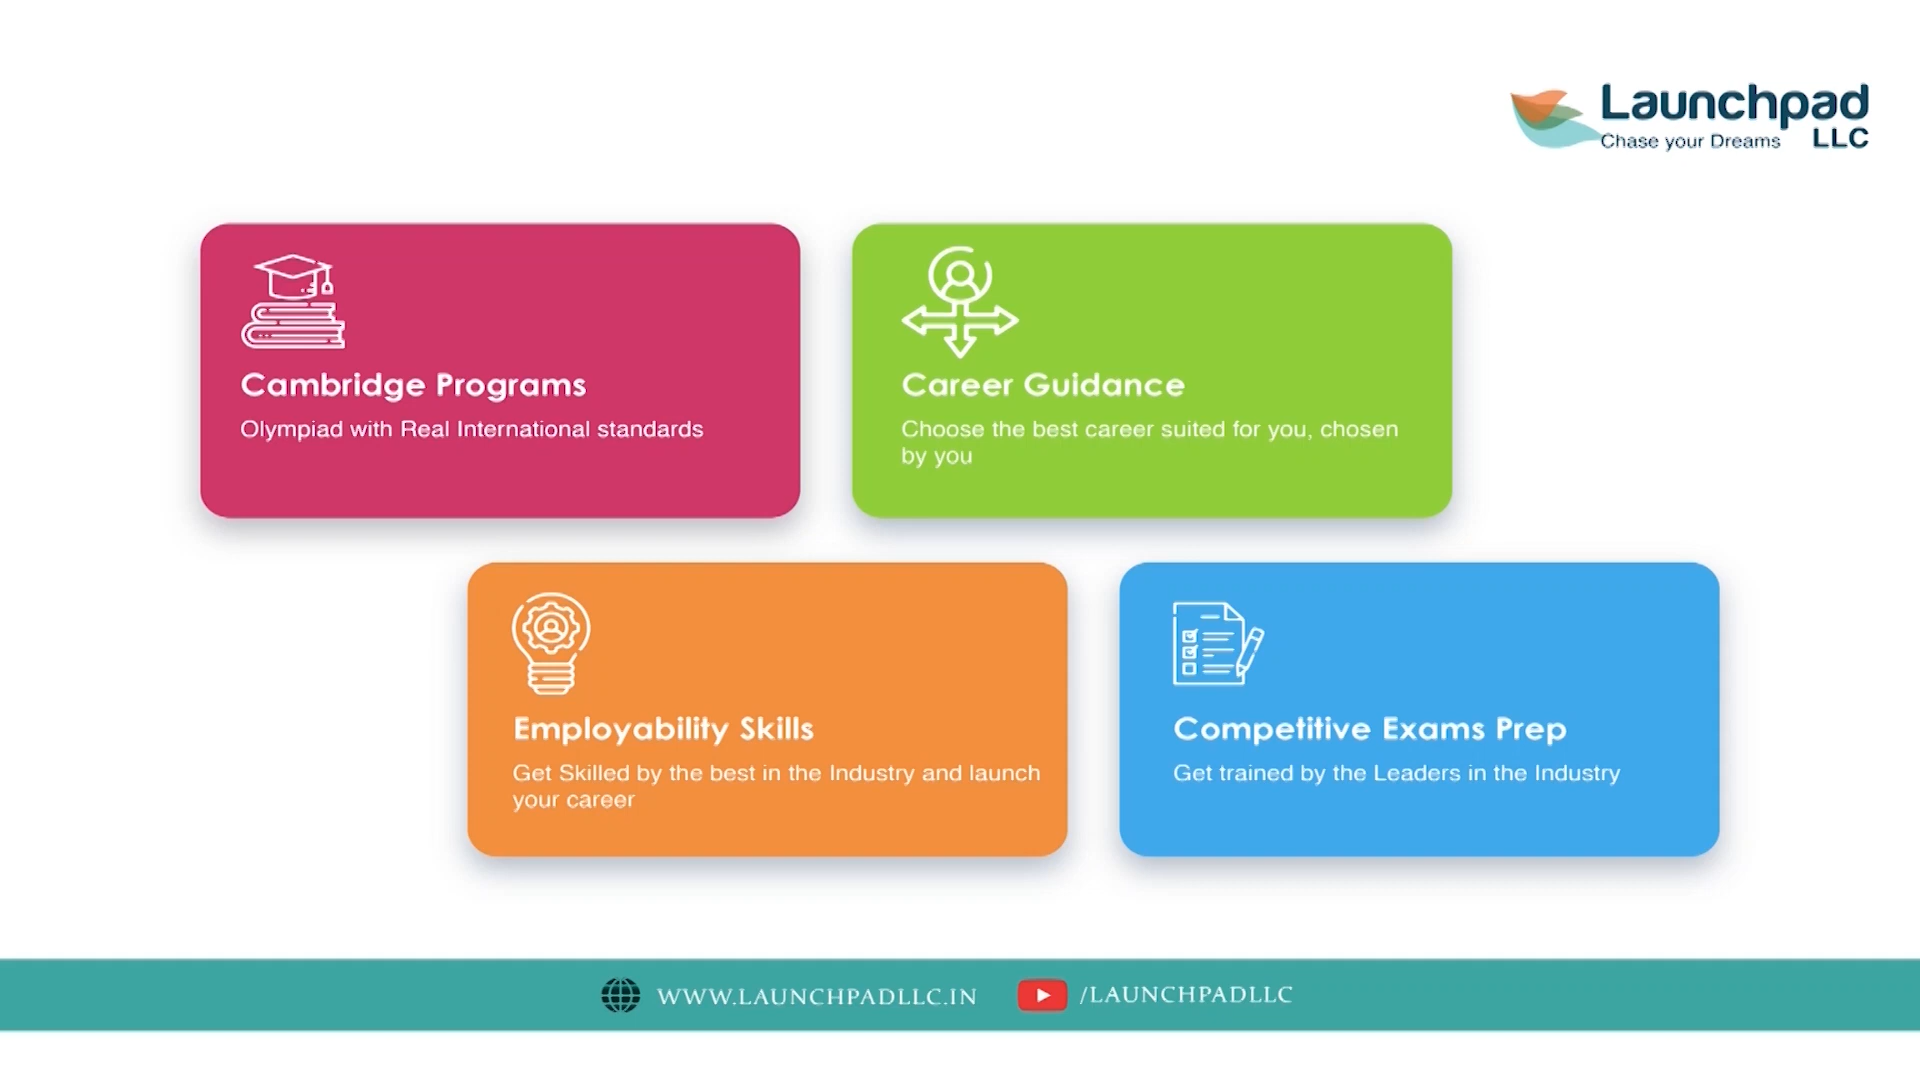 Launchpad
Chase your Dreams LLC
Cambridge Programs
Olympiad with Real International standards
Career Guidance
Choose the best career suited for you, chosen
by you
Employability Skills
Get Skilled by the best in the Industry and launch
your career
Competitive Exams Prep
Get trained by the Leaders in the Industry
WWW.LAUNCHPADLLC.IN
/LAUNCHPADLLC